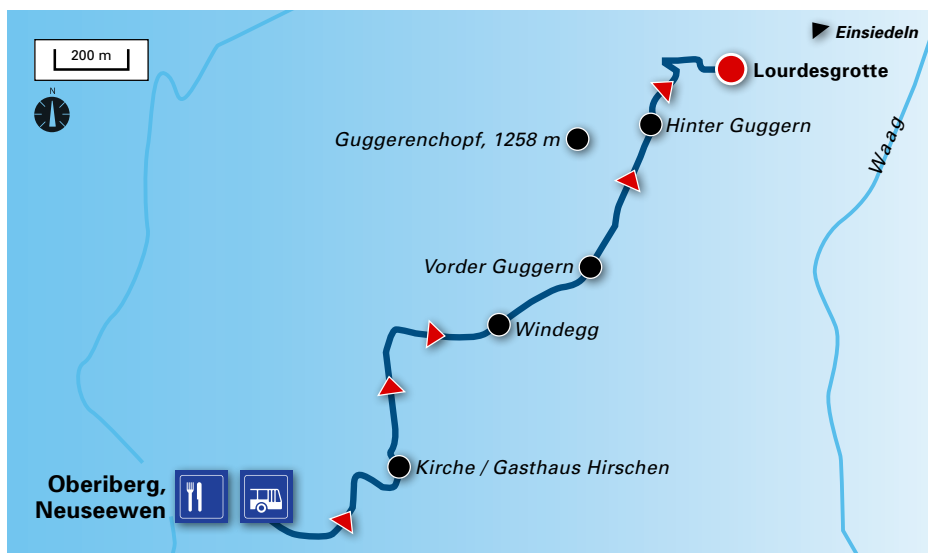 200 m
N
Einsiedeln
Lourdesgrotte
Hinter Guggern
Guggerenchopf, 1258 m
Waag
Vorder Guggern
Windegg
Kirche / Gasthaus Hirschen
Oberiberg,
Neuseewen